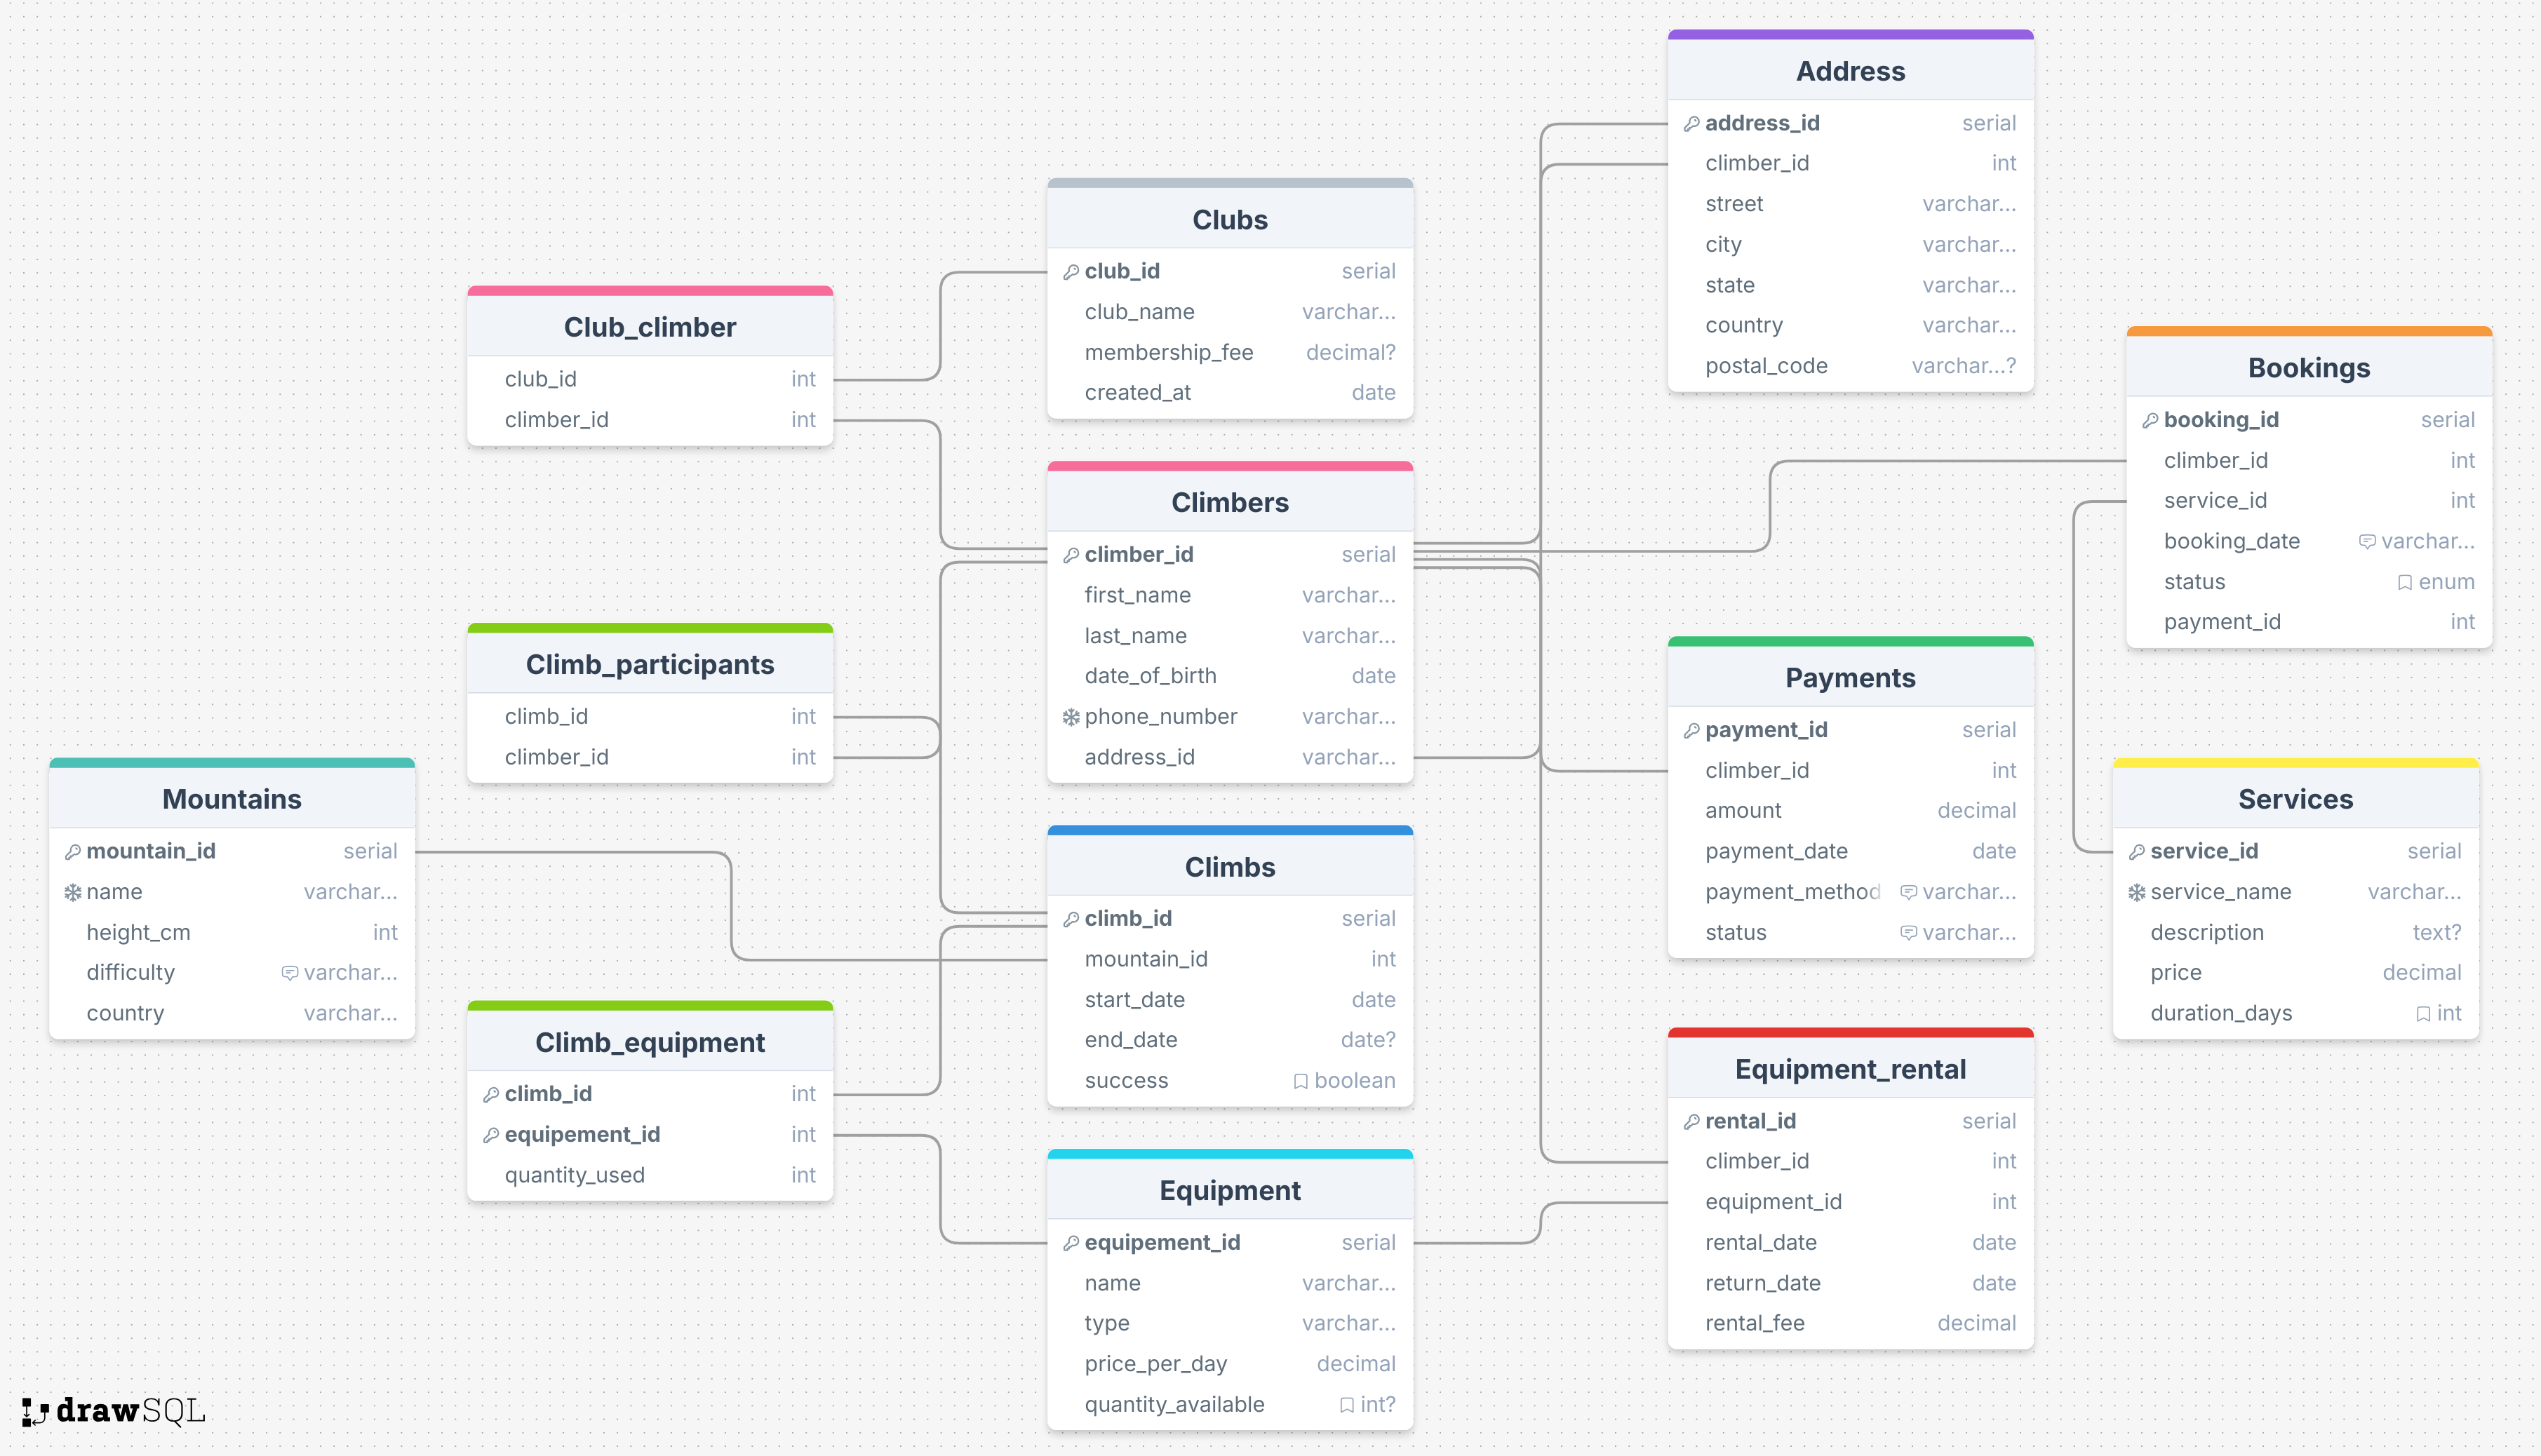 Address
address_id serial
climber_id int
street varchar...
city varchar...
state varchar...
country varchar...
postal_code varchar...?
Clubs
club_id serial
club_name varchar...
membership_fee decimal?
created_at date
Club_climber
club_id int
climber_id int
Bookings
booking_id serial
climber_id int
service_id int
booking_date varchar...
status enum
payment_id int
Climbers
climber_id serial
first_name varchar...
last_name varchar...
date_of_birth date
phone_number varchar...
address_id varchar...
Climb_participants
climb_id int
climber_id int
Payments
payment_id serial
climber_id int
amount decimal
payment_date date
payment_method varchar...
status varchar...
Mountains
mountain_id serial
name varchar...
height_cm int
difficulty varchar...
country varchar...
Services
service_id serial
service_name varchar...
description text?
price decimal
duration_days int
Climbs
climb_id serial
mountain_id int
start_date date
end_date date?
success boolean
Climb_equipment
climb_id int
equipement_id int
quantity_used int
Equipment_rental
rental_id serial
climber_id int
equipment_id int
rental_date date
return_date date
rental_fee decimal
Equipment
equipement_id serial
name varchar...
type varchar...
price_per_day decimal
quantity_available int?
drawSQL